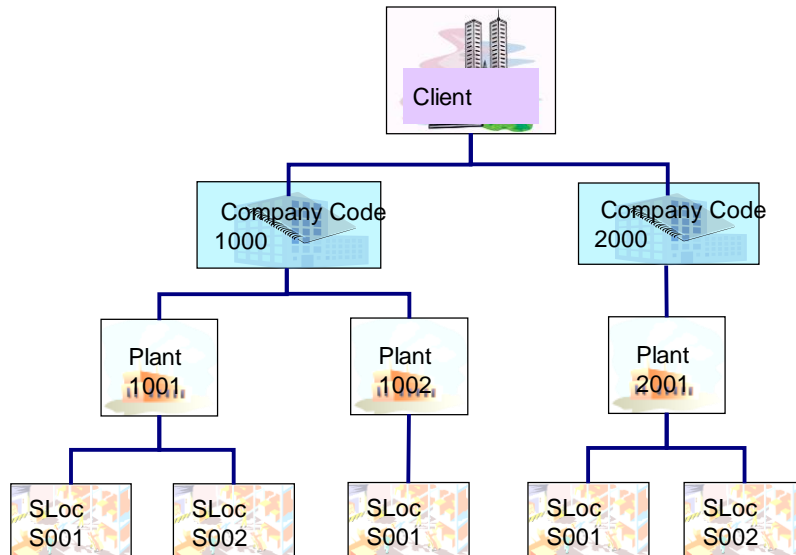 Client
Company Code
1000
Company Code
2000
Plant
1001
Plant
1002
Plant
2001
SLoc
S001
SLoc
S002
SLoc
S001
SLoc
S001
SLoc
S002